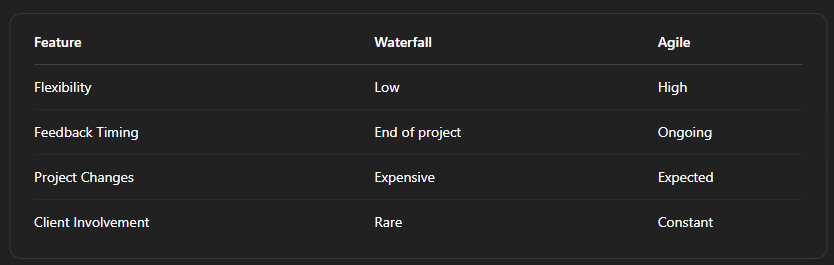 Feature Waterfall Agile
Flexibility Low High
Feedback Timing End of project Ongoing
Project Changes Expensive Expected
Client Involvement Rare Constant